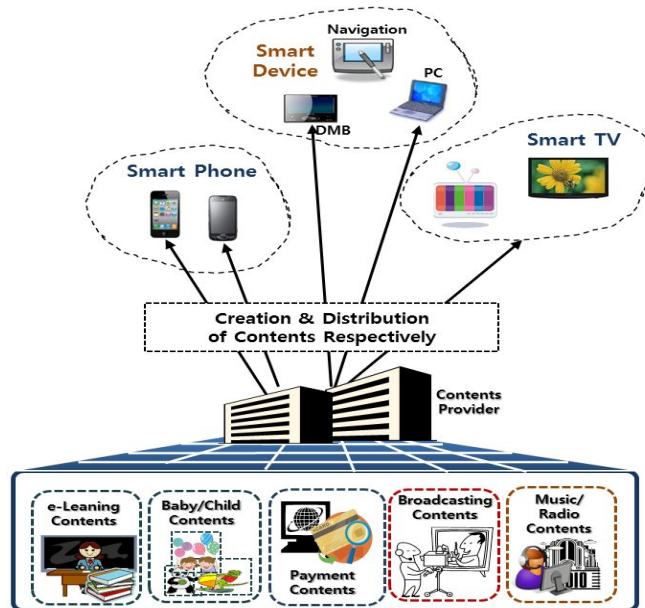 Navigation
Smart
Device
PC
DMB
Smart TV
Smart Phone
Creation & Distribution
of Contents Respectively
Contents
Provider
e-Leaning
Contents
Baby/Child
Contents
Payment
Contents
Broadcasting
Contents
Music/
Radio
Contents